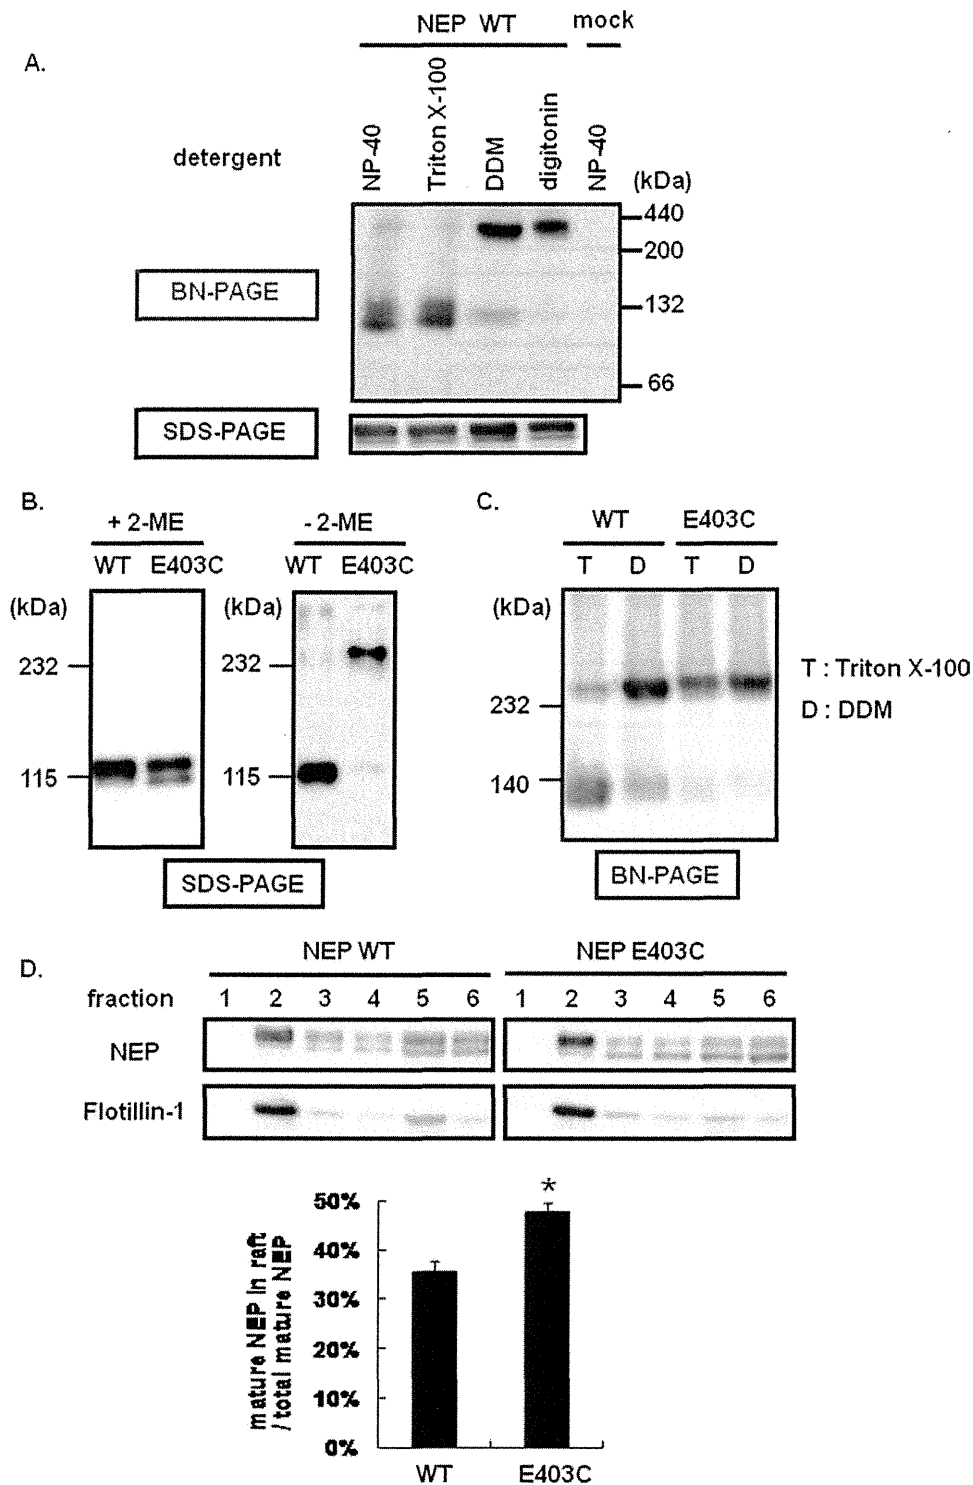 NEP WT mock
A.
detergent NP-40 Triton X-100 DDM digitonin NP-40 (kDa)
440
200
BN-PAGE
132
66
SDS-PAGE
B.
+ 2-ME - 2-ME
WT E403C WT E403C
(kDa) (kDa)
232 232
115 115
SDS-PAGE
C.
WT E403C
T D T D
(kDa)
232
140
T : Triton X-100
D : DDM
BN-PAGE
D.
NEP WT NEP E403C
fraction 1 2 3 4 5 6 1 2 3 4 5 6
NEP
Flotillin-1
mature NEP in raft
/ total mature NEP
50%
40%
30%
20%
10%
0%
*
WT E403C